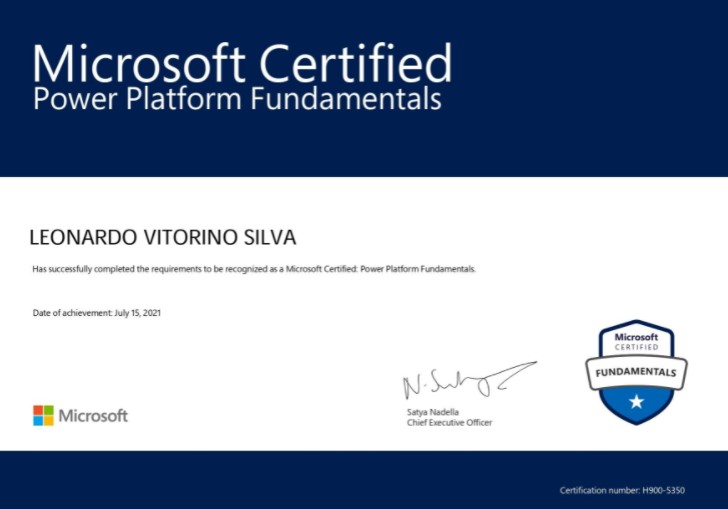 Microsoft Certified
Power Platform Fundamentals
LEONARDO VITORINO SILVA
Has successfully completed the requirements to be recognized as a Microsoft Certified: Power Platform Fundamentals.
Date of achievement: July 15, 2021
Microsoft
CERTIFIED
FUNDAMENTALS
Microsoft
Satya Nadella
Chief Executive Officer
Certification number: H900-5350